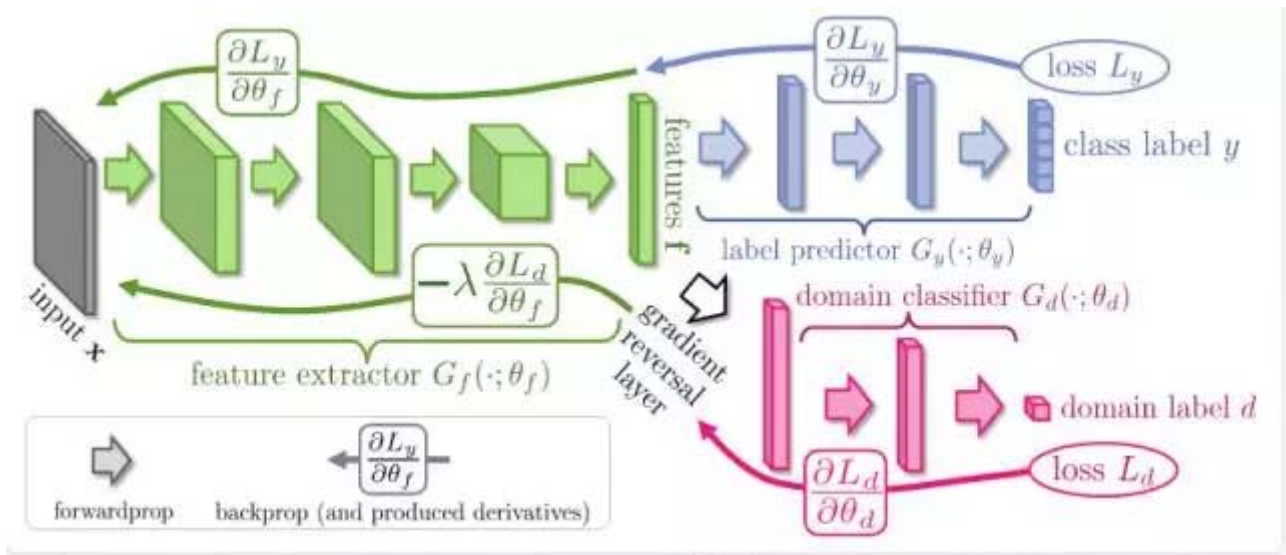 ∂L_y/∂θ_f
∂L_y/∂θ_y
loss L_y
features f
class label y
label predictor G_y(·; θ_y)
−λ ∂L_d/∂θ_f
input x
feature extractor G_f(·; θ_f)
gradient
reversal
layer
domain classifier G_d(·; θ_d)
domain label d
∂L_d/∂θ_d
loss L_d
∂L_y/∂θ_f
forwardprop
backprop (and produced derivatives)